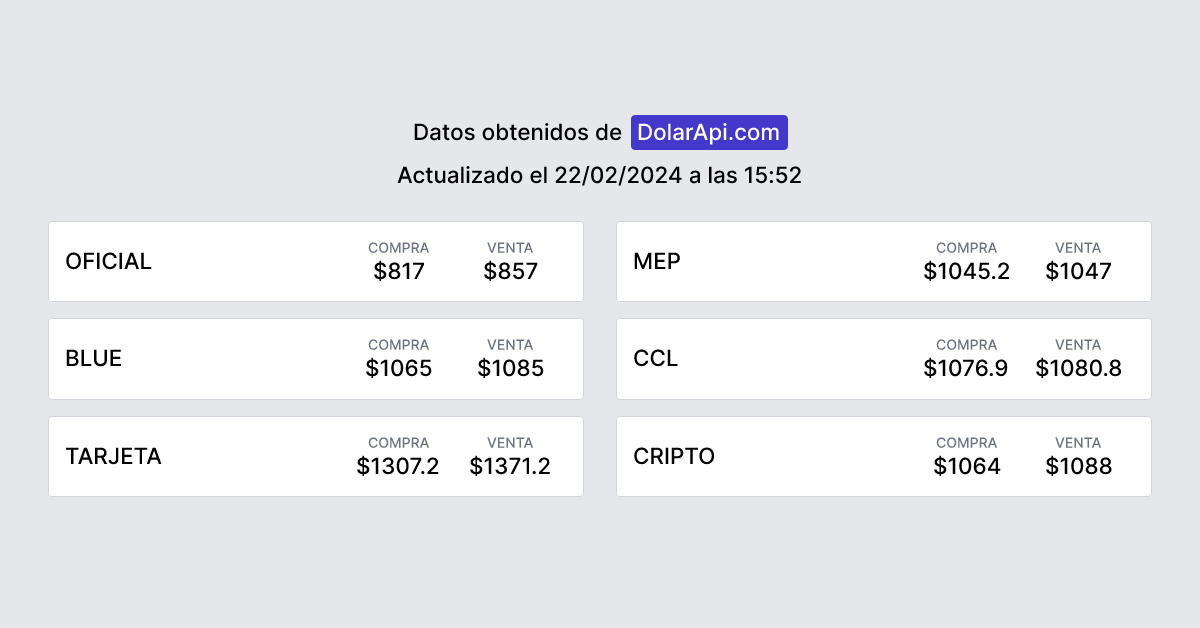 Datos obtenidos de DolarApi.com
Actualizado el 22/02/2024 a las 15:52
OFICIAL
COMPRA VENTA
$817 $857
MEP
COMPRA VENTA
$1045.2 $1047
BLUE
COMPRA VENTA
$1065 $1085
CCL
COMPRA VENTA
$1076.9 $1080.8
TARJETA
COMPRA VENTA
$1307.2 $1371.2
CRIPTO
COMPRA VENTA
$1064 $1088